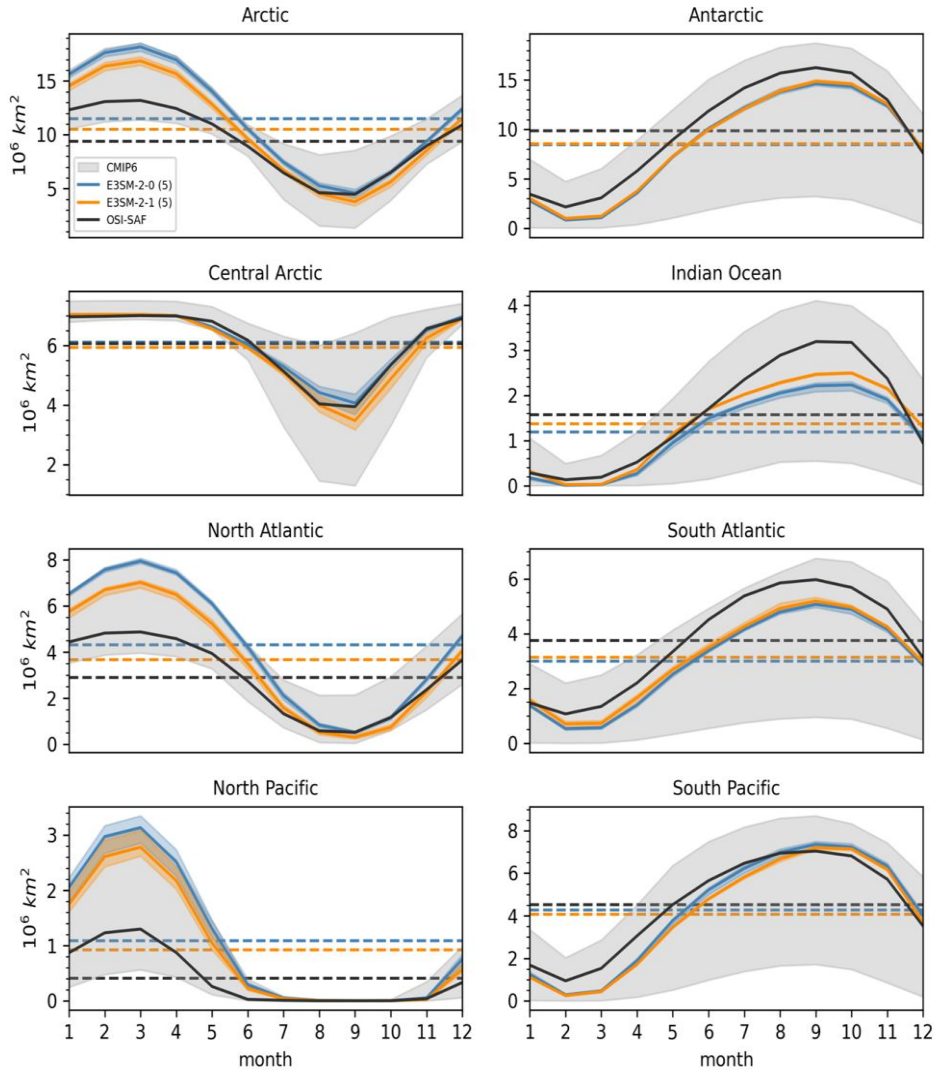 Arctic
Antarctic
15
10
5
10⁶ km²
CMIP6
E3SM-2-0 (5)
E3SM-2-1 (5)
OSI-SAF
15
10
5
0
Central Arctic
Indian Ocean
6
4
2
10⁶ km²
4
3
2
1
0
North Atlantic
South Atlantic
8
6
4
2
0
10⁶ km²
6
4
2
0
North Pacific
South Pacific
3
2
1
0
10⁶ km²
8
6
4
2
0
1 2 3 4 5 6 7 8 9 10 11 12
1 2 3 4 5 6 7 8 9 10 11 12
month
month